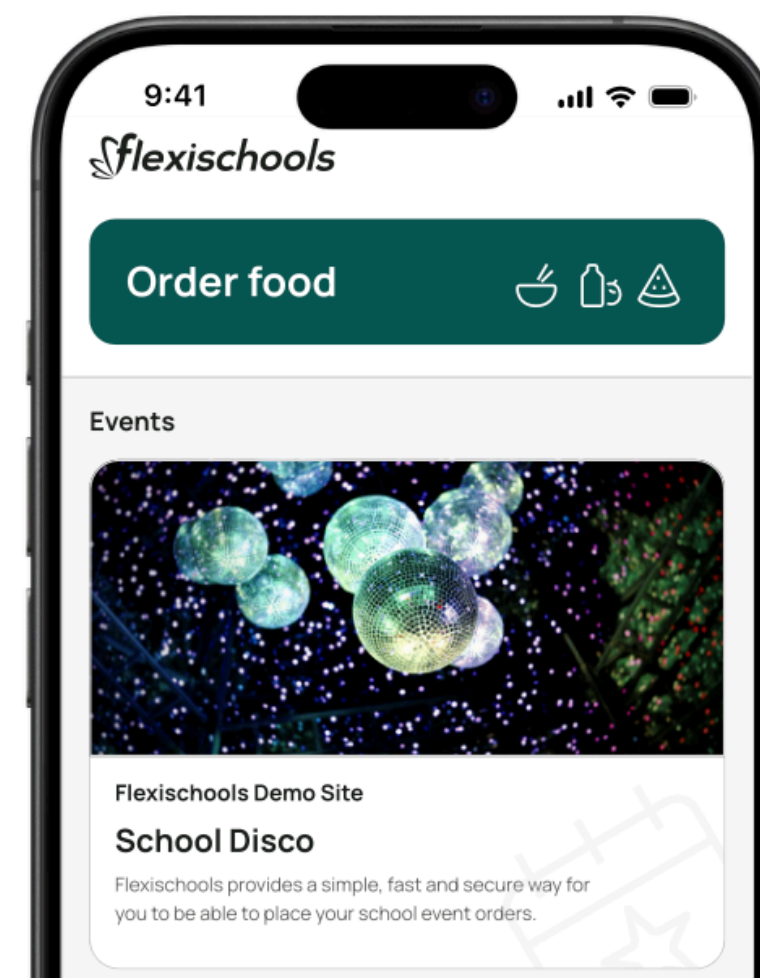 9:41
flexischools
Order food
Events
Flexischools Demo Site
School Disco
Flexischools provides a simple, fast and secure way for
you to be able to place your school event orders.